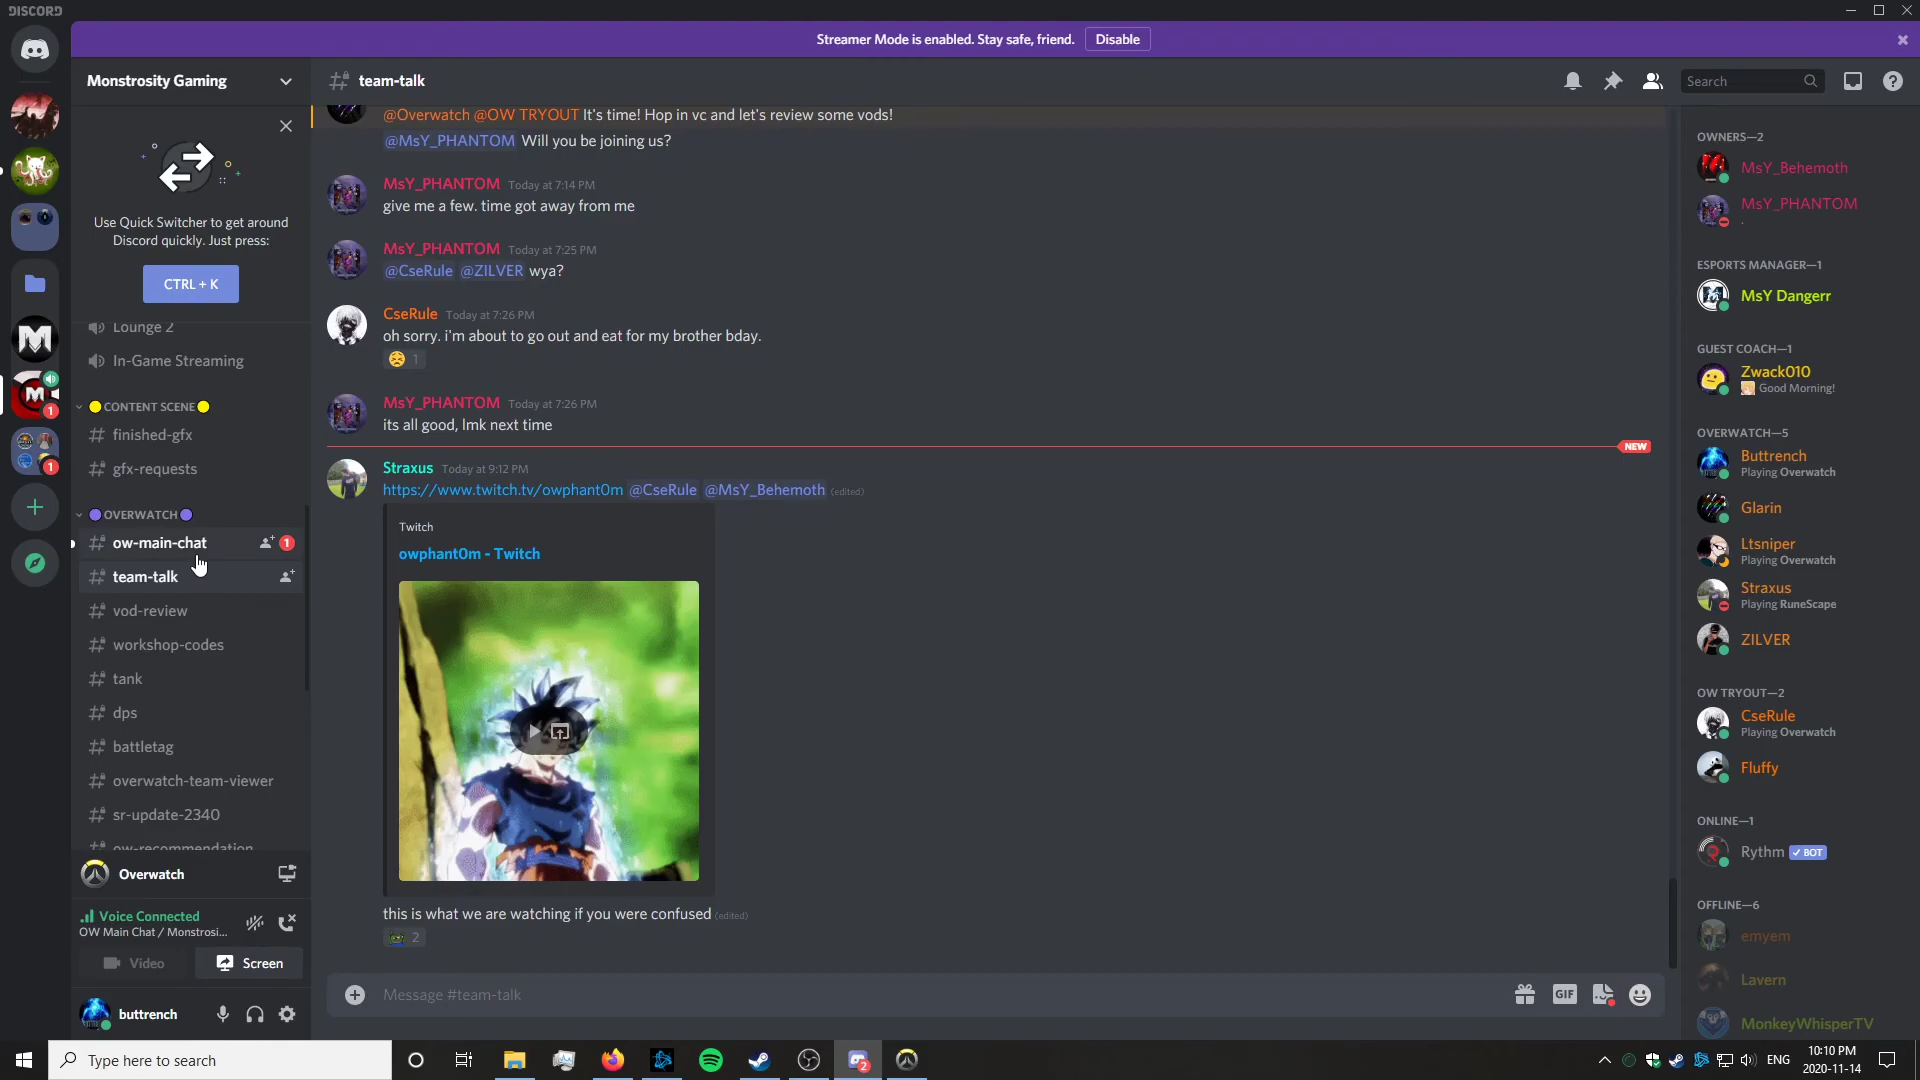 DISCORD
Streamer Mode is enabled. Stay safe, friend. Disable
Monstrosity Gaming
team-talk
Search
Use Quick Switcher to get around
Discord quickly. Just press:
CTRL + K
Lounge 2
In-Game Streaming
CONTENT SCENE
finished-gfx
gfx-requests
OVERWATCH
ow-main-chat 1
team-talk
vod-review
workshop-codes
tank
dps
battletag
overwatch-team-viewer
sr-update-2340
ow-recommendation
Overwatch
Voice Connected
OW Main Chat / Monstrosi...
Video
Screen
buttrench
1
1
@Overwatch @OW TRYOUT It's time! Hop in vc and let's review some vods!
@MsY_PHANTOM Will you be joining us?
MsY_PHANTOM Today at 7:14 PM
give me a few. time got away from me
MsY_PHANTOM Today at 7:25 PM
@CseRule @ZILVER wya?
CseRule Today at 7:26 PM
oh sorry. i'm about to go out and eat for my brother bday.
1
MsY_PHANTOM Today at 7:26 PM
its all good, lmk next time
NEW
Straxus Today at 9:12 PM
https://www.twitch.tv/owphant0m @CseRule @MsY_Behemoth (edited)
Twitch
owphant0m - Twitch
this is what we are watching if you were confused (edited)
2
Message #team-talk
GIF
OWNERS—2
MsY_Behemoth
MsY_PHANTOM
.
ESPORTS MANAGER—1
MsY Dangerr
GUEST COACH—1
Zwack010
Good Morning!
OVERWATCH—5
Buttrench
Playing Overwatch
Glarin
Ltsniper
Playing Overwatch
Straxus
Playing RuneScape
ZILVER
OW TRYOUT—2
CseRule
Playing Overwatch
Fluffy
ONLINE—1
Rythm ✓ BOT
OFFLINE—6
emyem
Lavern
MonkeyWhisperTV
Type here to search
2
ENG
10:10 PM
2020-11-14